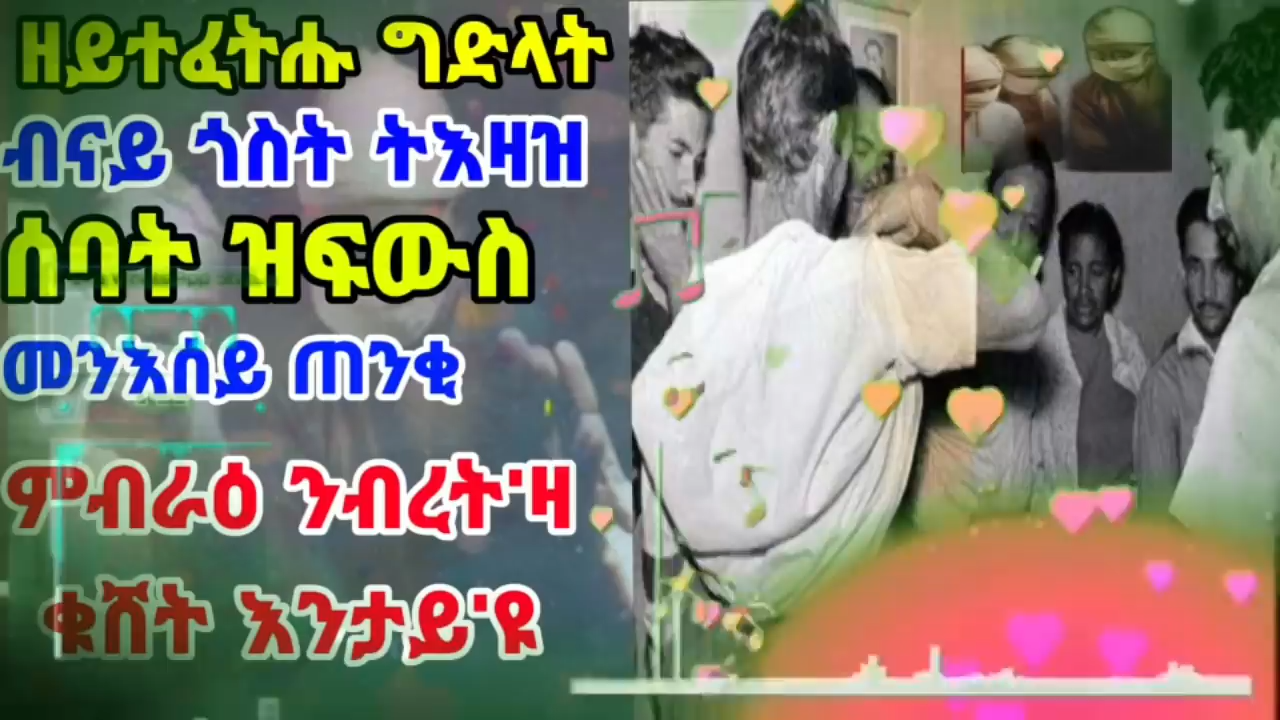 ዘይተፈትሑ ግድላት
ብናይ ጎስት ትእዛዝ
ሰባት ዝፍውስ
መንእሰይ ጠንቂ
ምብራዕ ንብረት'ዛ
ቁሸት እንታይ'ዩ